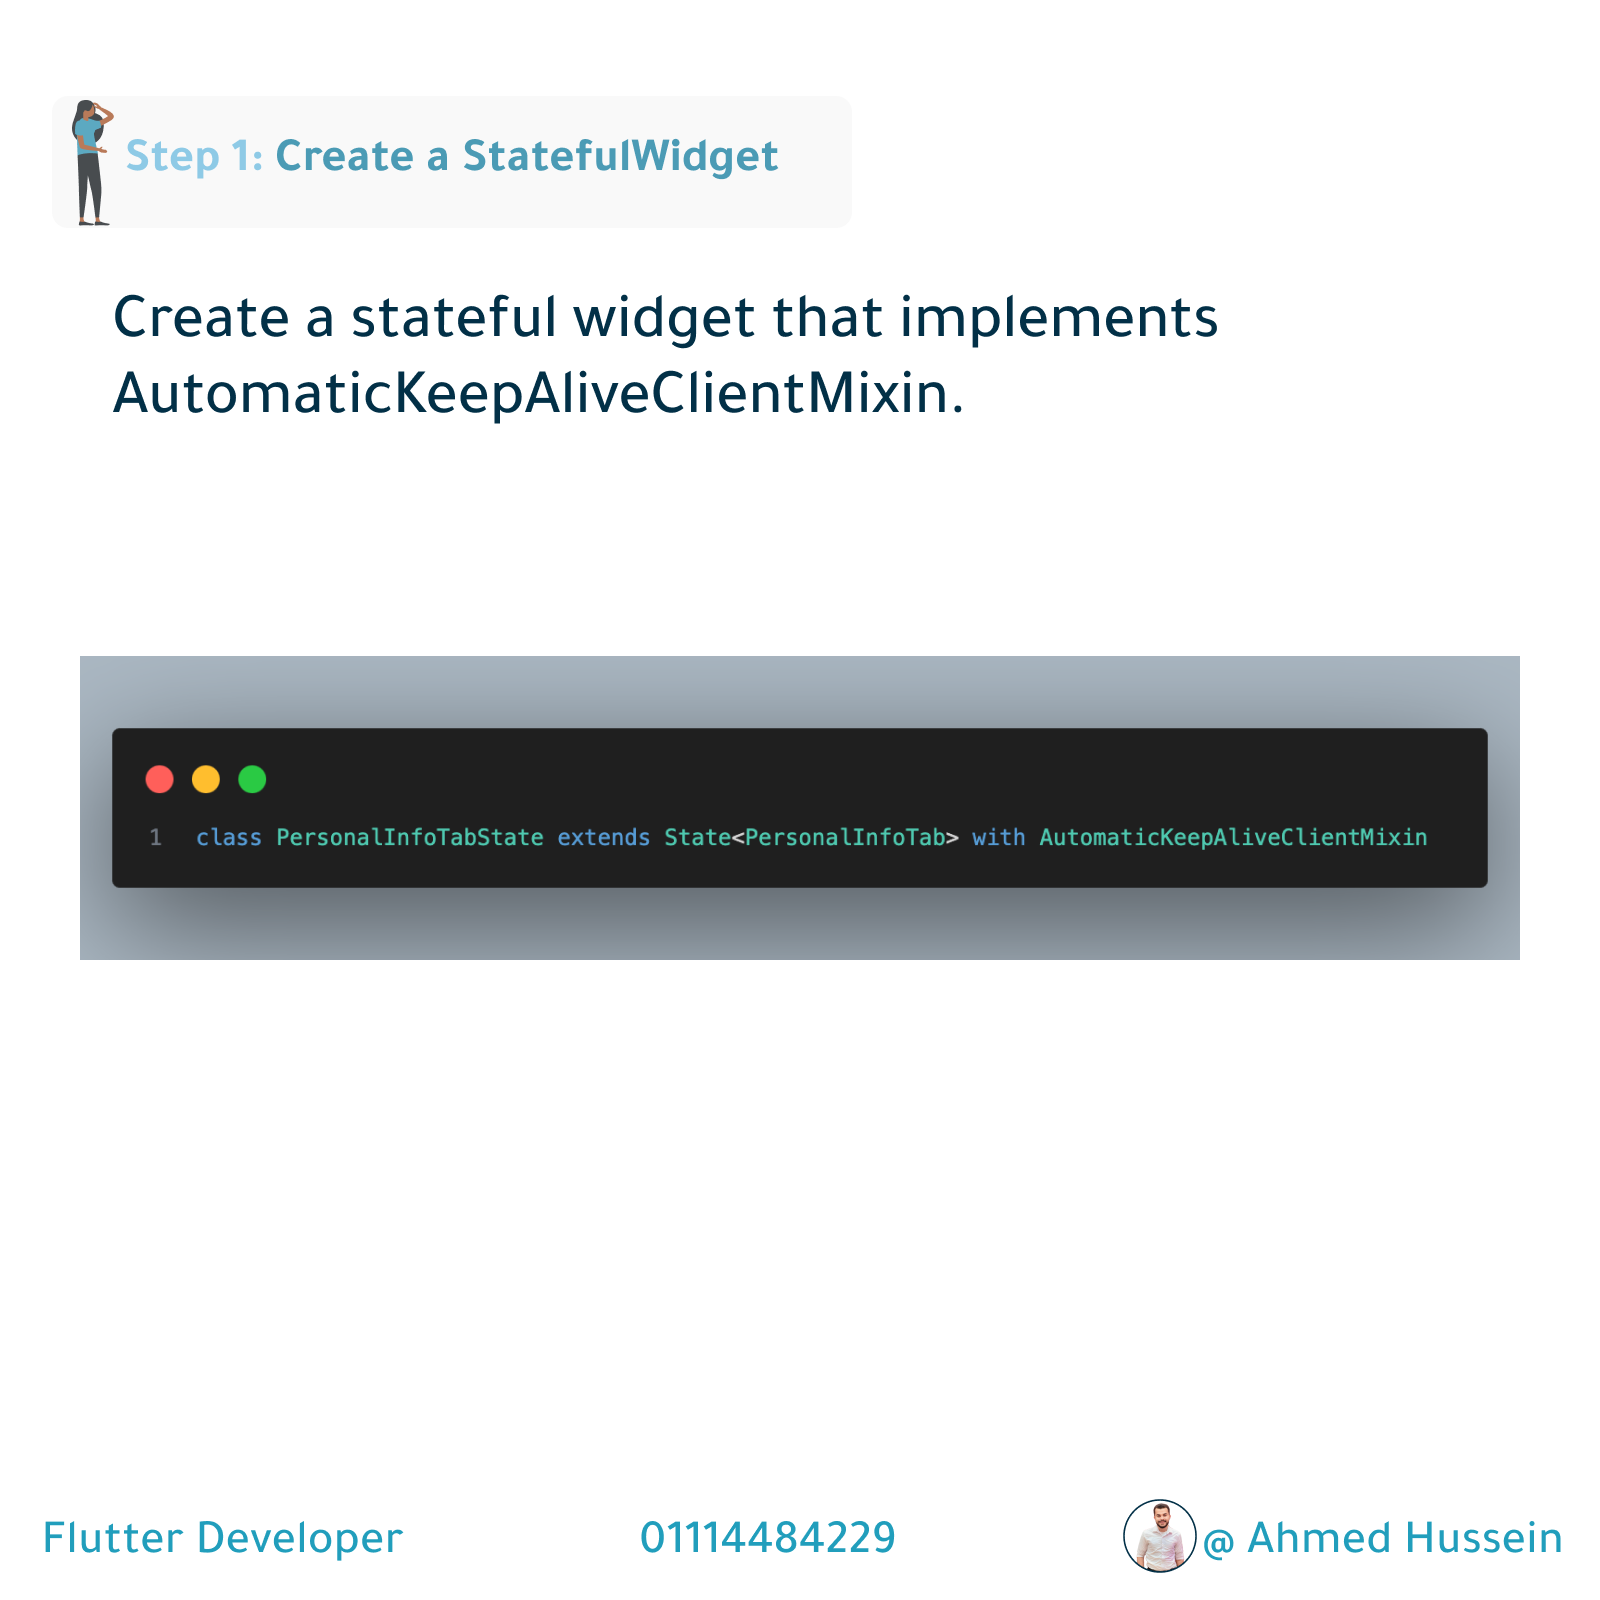 Step 1: Create a StatefulWidget
Create a stateful widget that implements
AutomaticKeepAliveClientMixin.
1 class PersonalInfoTabState extends State<PersonalInfoTab> with AutomaticKeepAliveClientMixin
Flutter Developer
01114484229
@ Ahmed Hussein